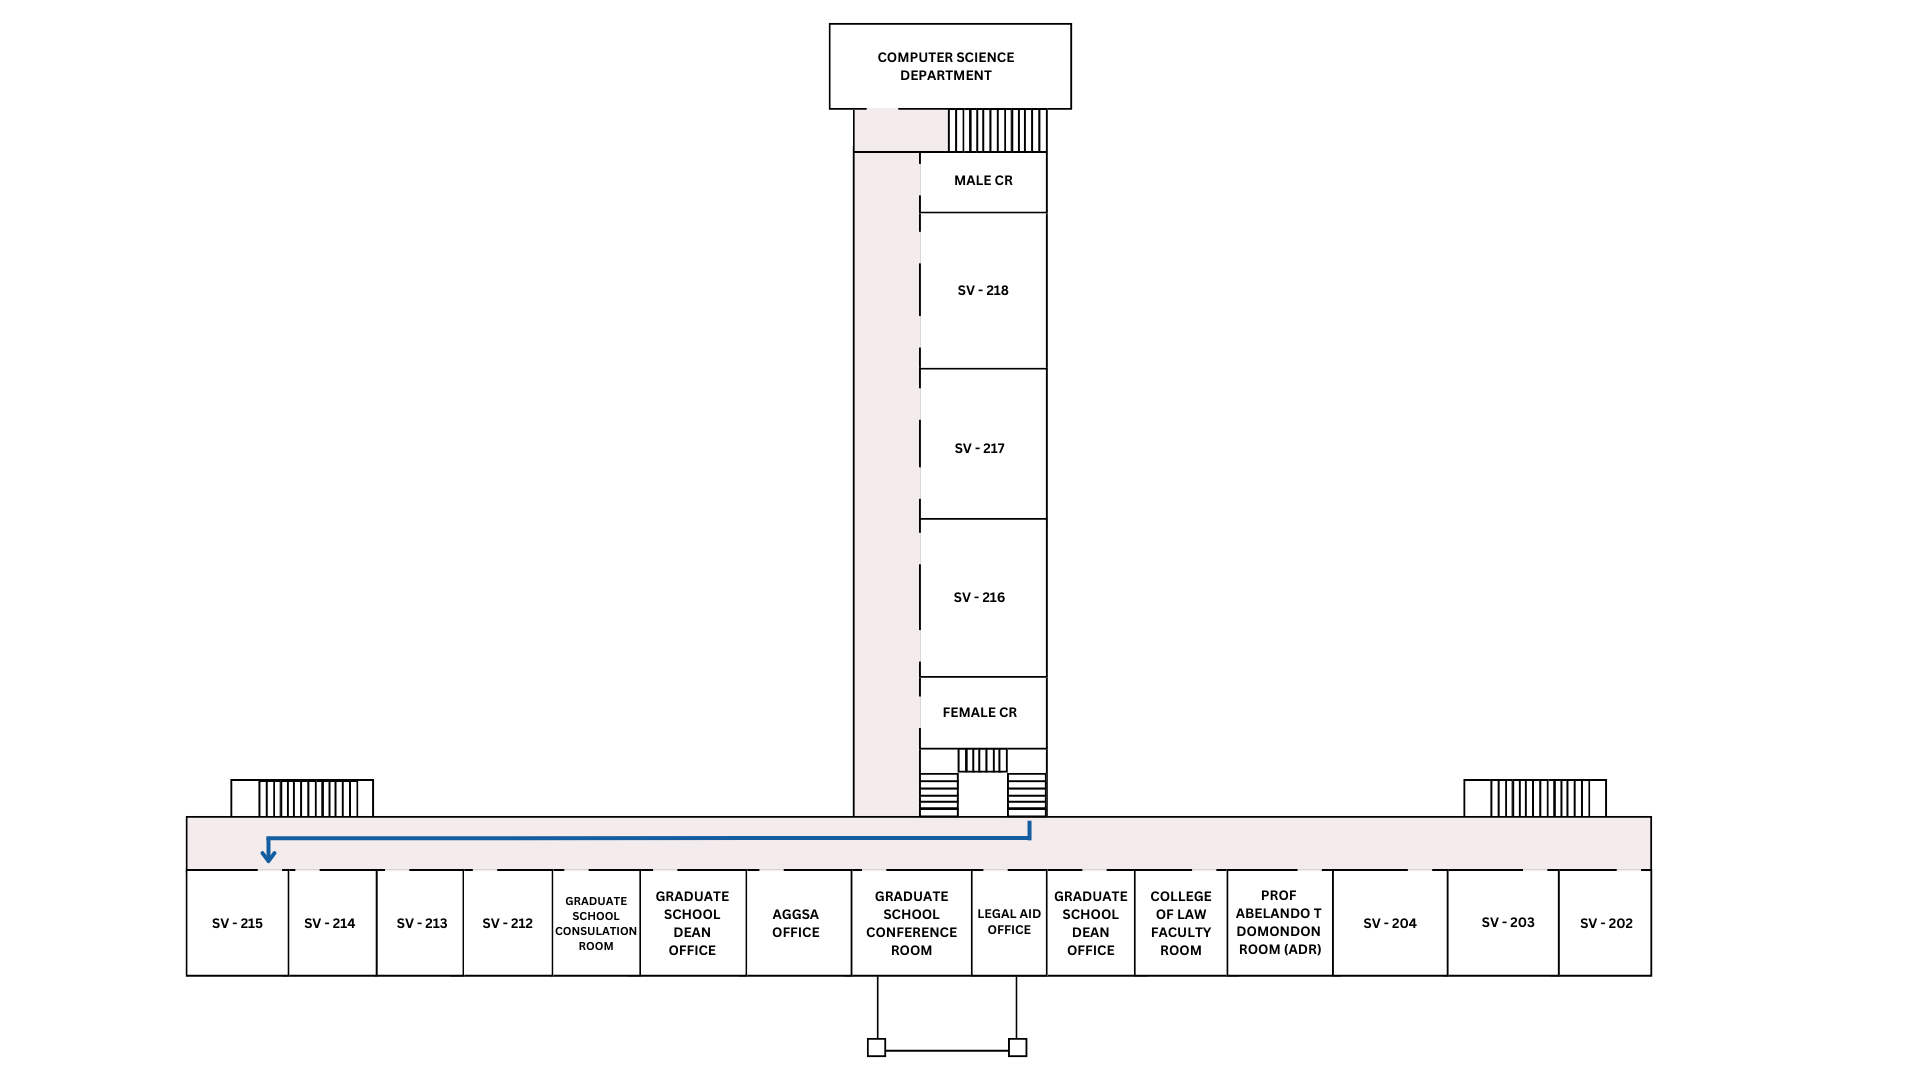 COMPUTER SCIENCE
DEPARTMENT
MALE CR
SV - 218
SV - 217
SV - 216
FEMALE CR
SV - 215
SV - 214
SV - 213
SV - 212
GRADUATE
SCHOOL
CONSULATION
ROOM
GRADUATE
SCHOOL
DEAN
OFFICE
AGGSA
OFFICE
GRADUATE
SCHOOL
CONFERENCE
ROOM
LEGAL AID
OFFICE
GRADUATE
SCHOOL
DEAN
OFFICE
COLLEGE
OF LAW
FACULTY
ROOM
PROF
ABELANDO T
DOMONDON
ROOM (ADR)
SV - 204
SV - 203
SV - 202